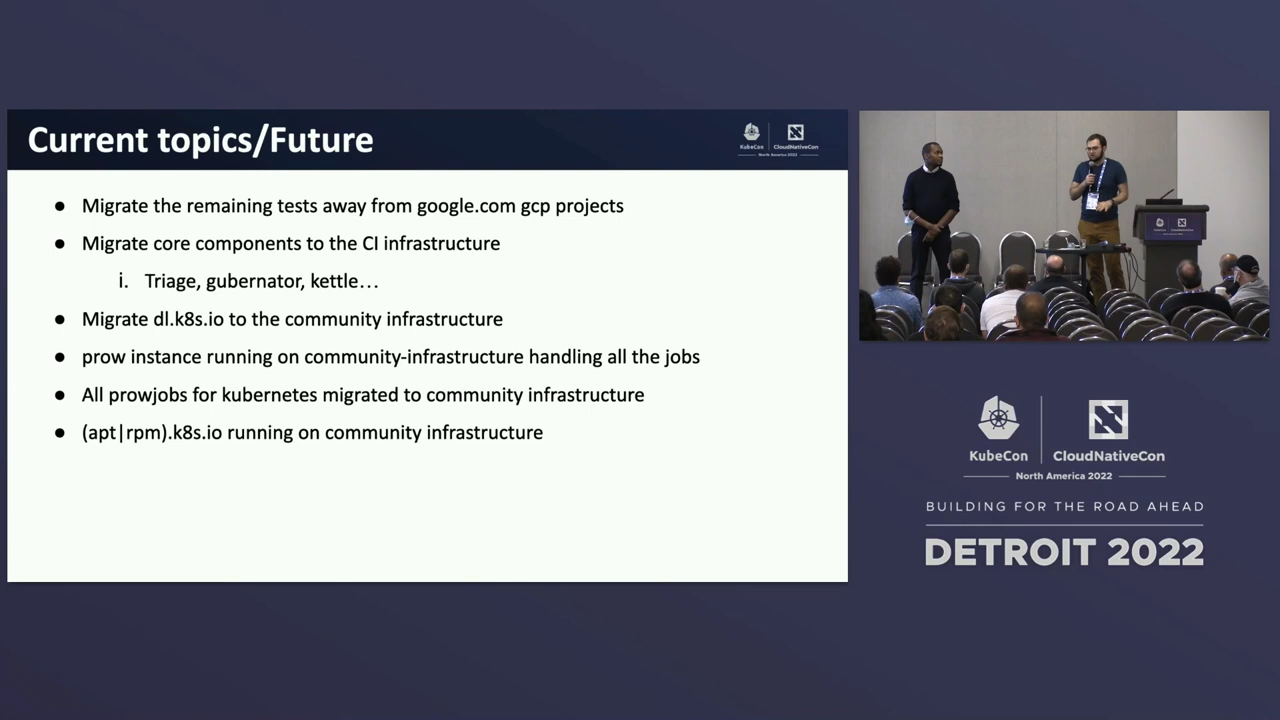 Current topics/Future
KubeCon
CloudNativeCon
North America 2022
● Migrate the remaining tests away from google.com gcp projects
● Migrate core components to the CI infrastructure
i. Triage, gubernator, kettle…
● Migrate dl.k8s.io to the community infrastructure
● prow instance running on community-infrastructure handling all the jobs
● All prowjobs for kubernetes migrated to community infrastructure
● (apt|rpm).k8s.io running on community infrastructure
KubeCon
CloudNativeCon
North America 2022
BUILDING FOR THE ROAD AHEAD
DETROIT 2022